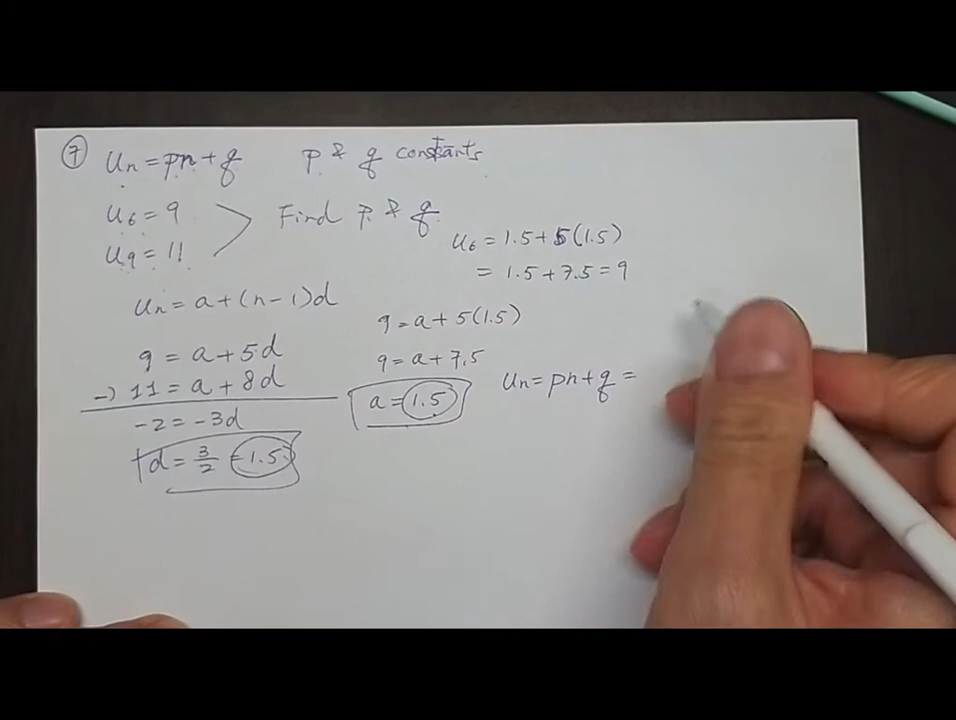 ⑦ Un = pn + q p & q constants
U6 = 9
U9 = 11
Find P & q
Un = a + (n-1)d
9 = a + 5d
-) 11 = a + 8d
-2 = -3d
d = 3/2 = 1.5
U6 = 1.5 + 5(1.5)
= 1.5 + 7.5 = 9
9 = a + 5(1.5)
9 = a + 7.5
a = 1.5
Un = pn + q =